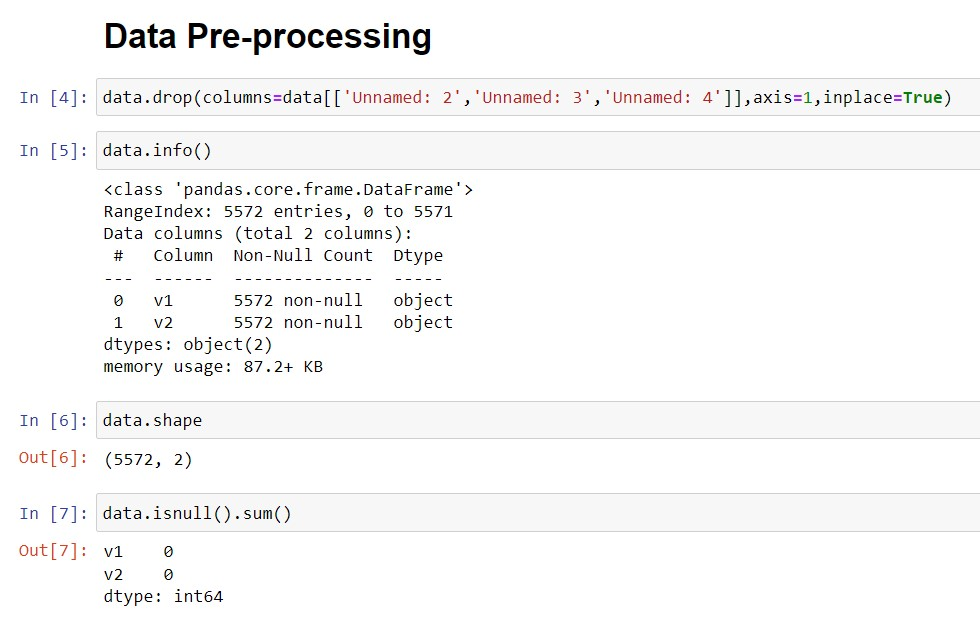 Data Pre-processing
In [4]: data.drop(columns=data[['Unnamed: 2','Unnamed: 3','Unnamed: 4']],axis=1,inplace=True)
In [5]: data.info()
<class 'pandas.core.frame.DataFrame'>
RangeIndex: 5572 entries, 0 to 5571
Data columns (total 2 columns):
 #   Column  Non-Null Count  Dtype
---  ------  --------------  -----
 0   v1      5572 non-null   object
 1   v2      5572 non-null   object
dtypes: object(2)
memory usage: 87.2+ KB
In [6]: data.shape
Out[6]: (5572, 2)
In [7]: data.isnull().sum()
Out[7]: v1    0
v2    0
dtype: int64